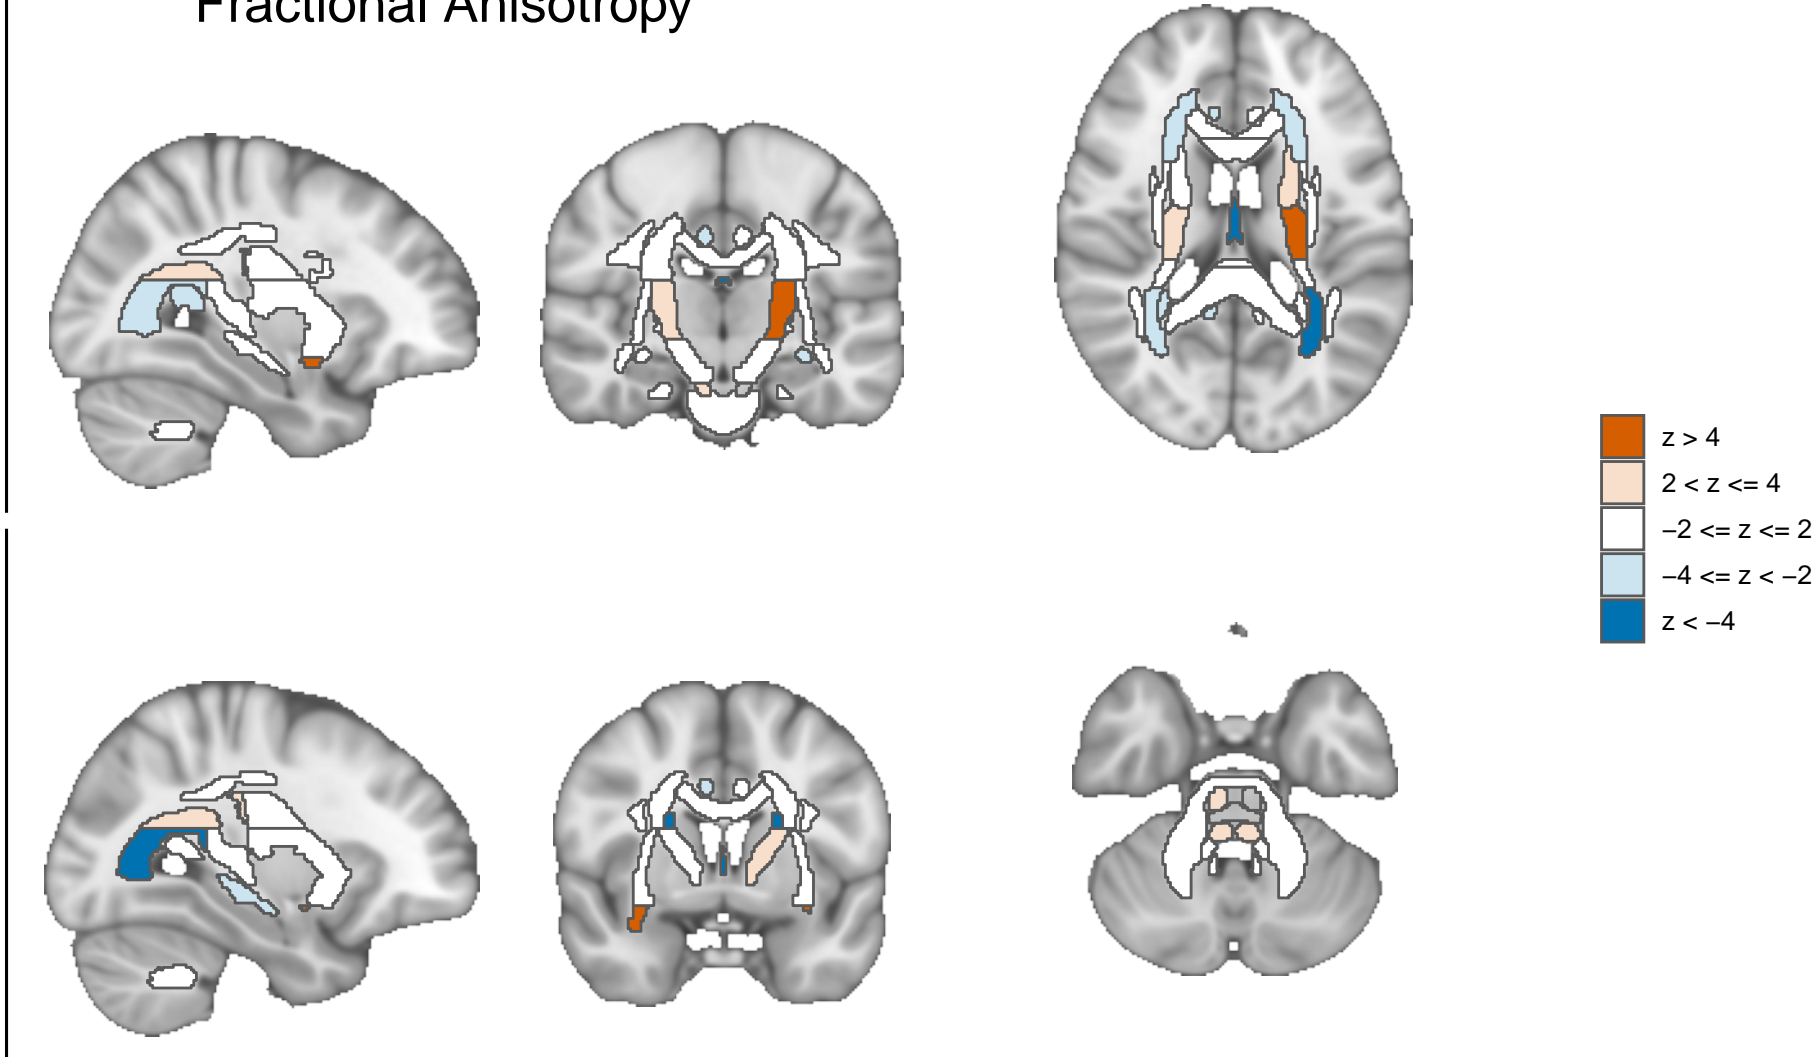 Fractional Anisotropy
z > 4
2 < z <= 4
−2 <= z <= 2
−4 <= z < −2
z < −4